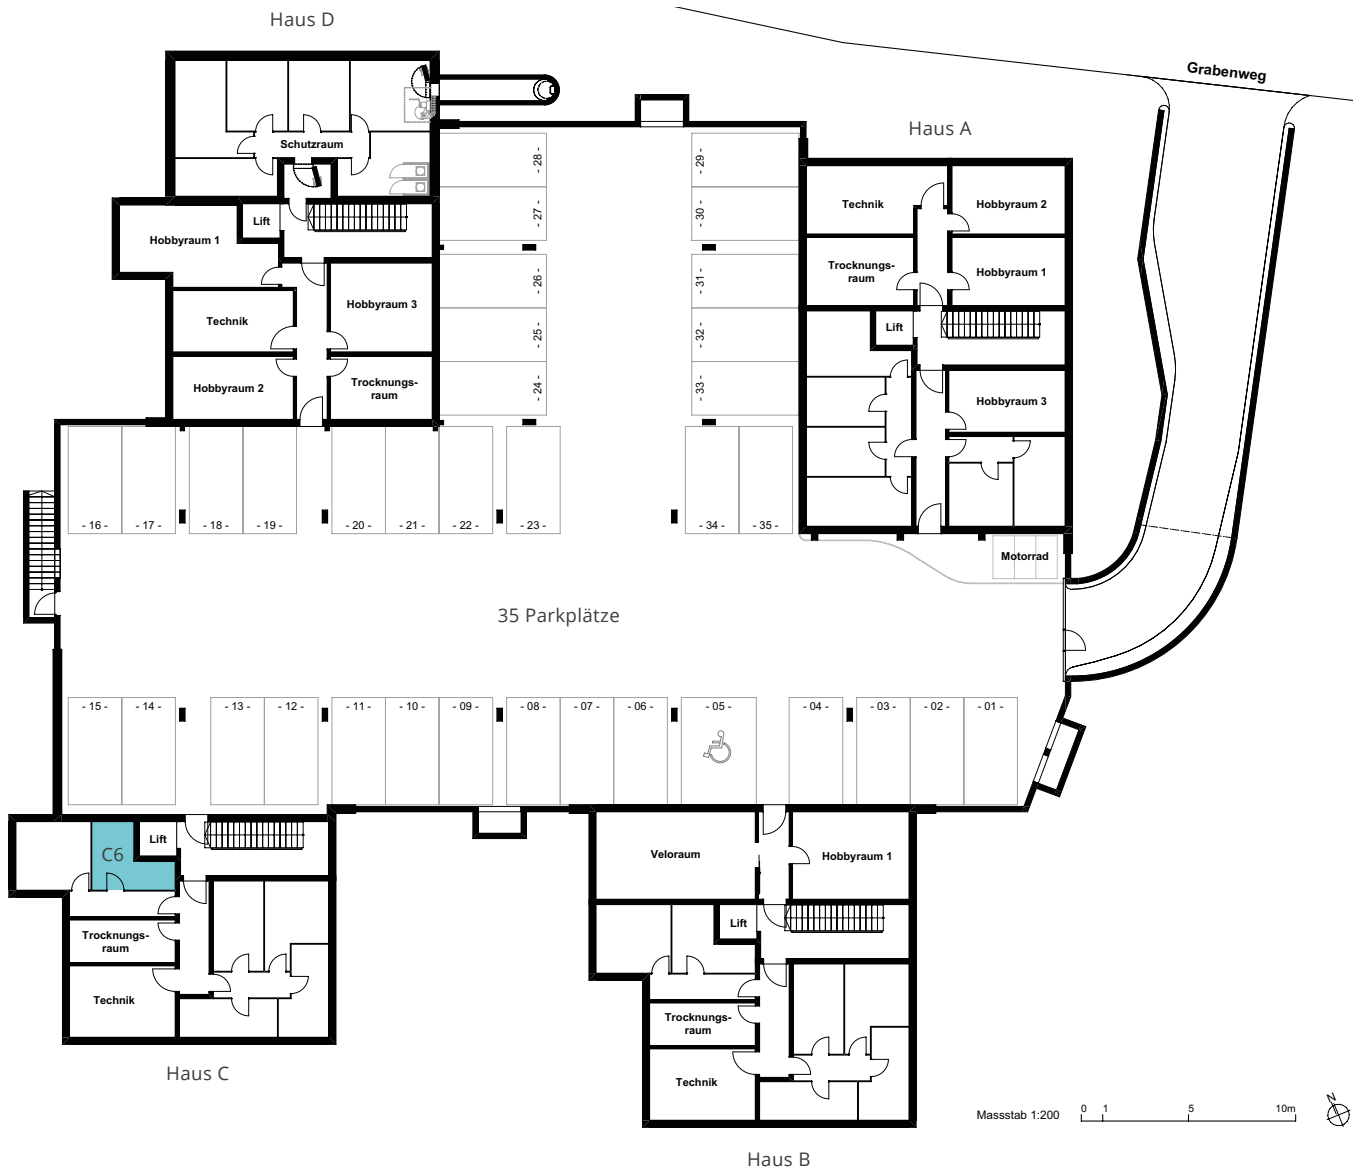 Haus D
Grabenweg
Haus A
Schutzraum
- 28 -
- 29 -
Technik
Hobbyraum 2
Lift
- 27 -
- 30 -
Hobbyraum 1
Trocknungs-
raum
Hobbyraum 1
- 26 -
- 31 -
Hobbyraum 3
Technik
Lift
- 25 -
- 32 -
Hobbyraum 2
Trocknungs-
raum
- 24 -
- 33 -
Hobbyraum 3
- 16 -
- 17 -
- 18 -
- 19 -
- 20 -
- 21 -
- 22 -
- 23 -
- 34 -
- 35 -
Motorrad
35 Parkplätze
- 15 -
- 14 -
- 13 -
- 12 -
- 11 -
- 10 -
- 09 -
- 08 -
- 07 -
- 06 -
- 05 -
- 04 -
- 03 -
- 02 -
- 01 -
C6
Lift
Veloraum
Hobbyraum 1
Trocknungs-
raum
Lift
Technik
Trocknungs-
raum
Haus C
Technik
Massstab 1:200
0 1 5 10m
N
Haus B